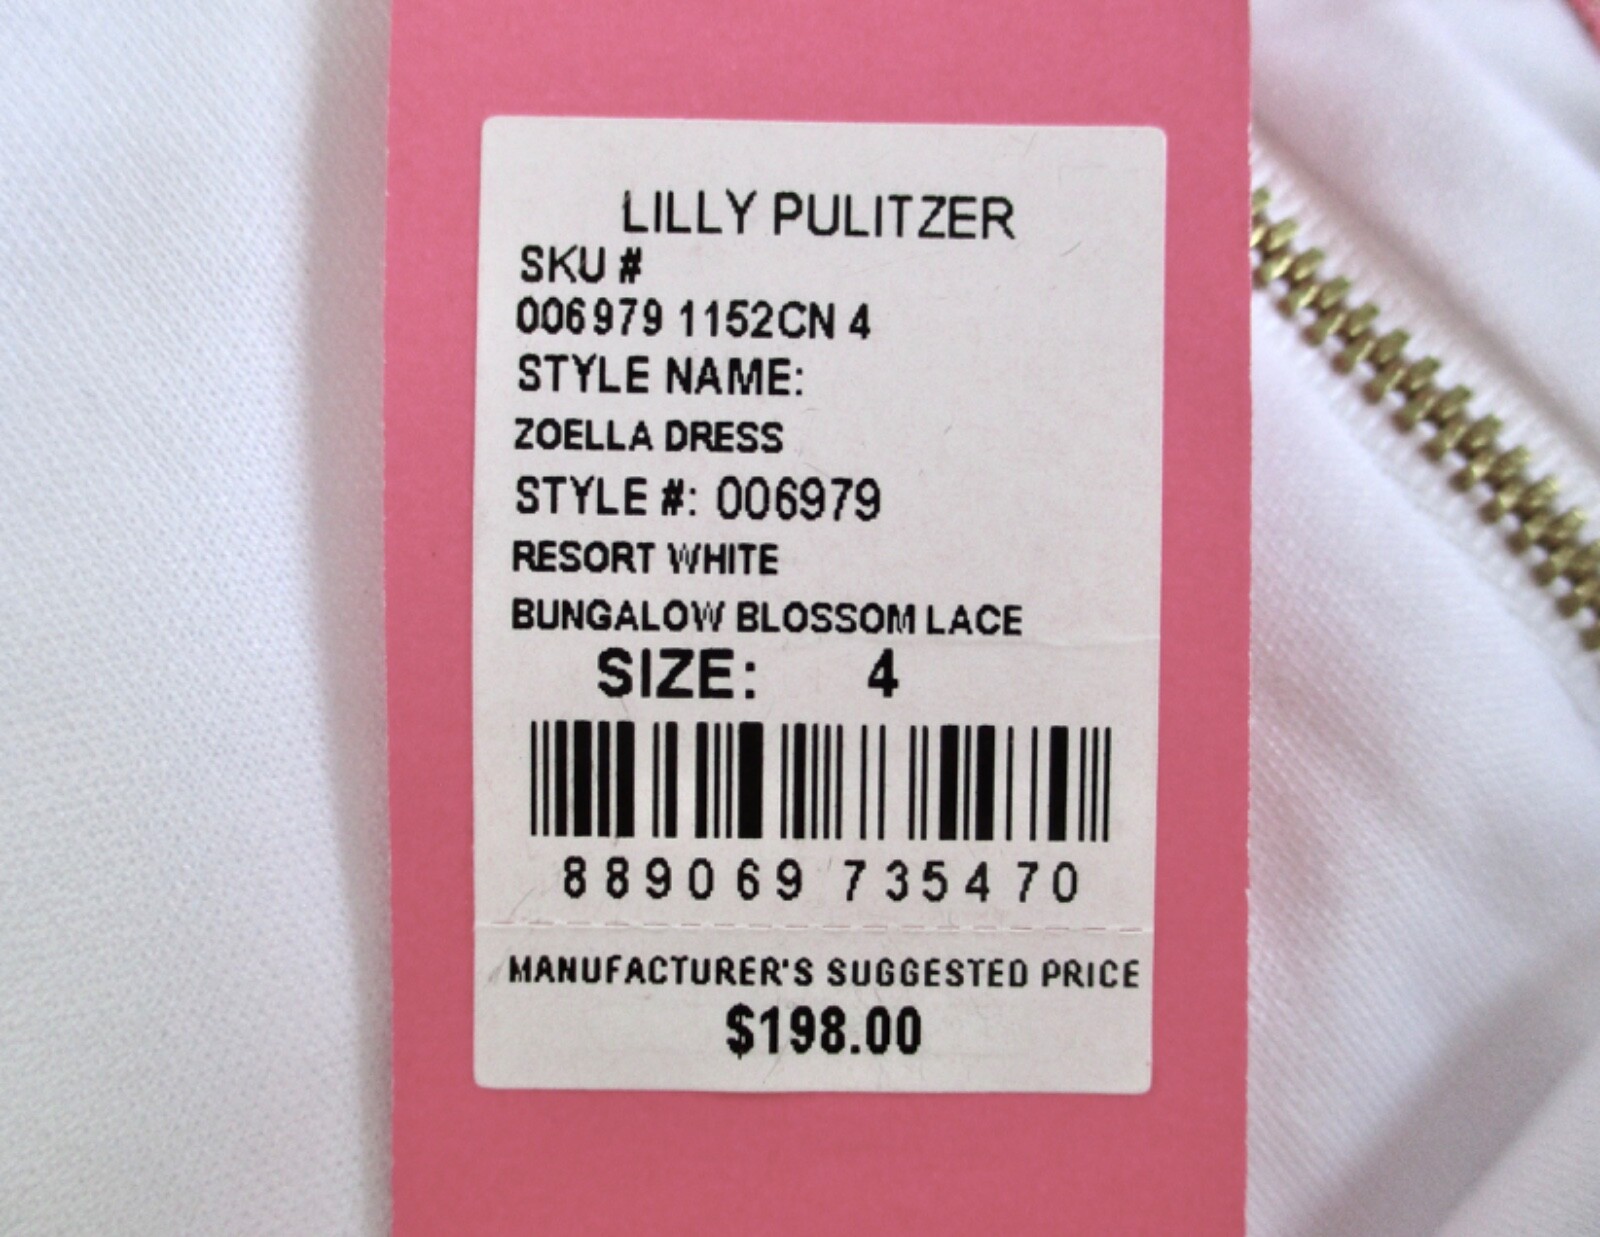 LILLY PULITZER
SKU #
006979 1152CN 4
STYLE NAME:
ZOELLA DRESS
STYLE #: 006979
RESORT WHITE
BUNGALOW BLOSSOM LACE
SIZE: 4
889069 735470
MANUFACTURER'S SUGGESTED PRICE
$198.00